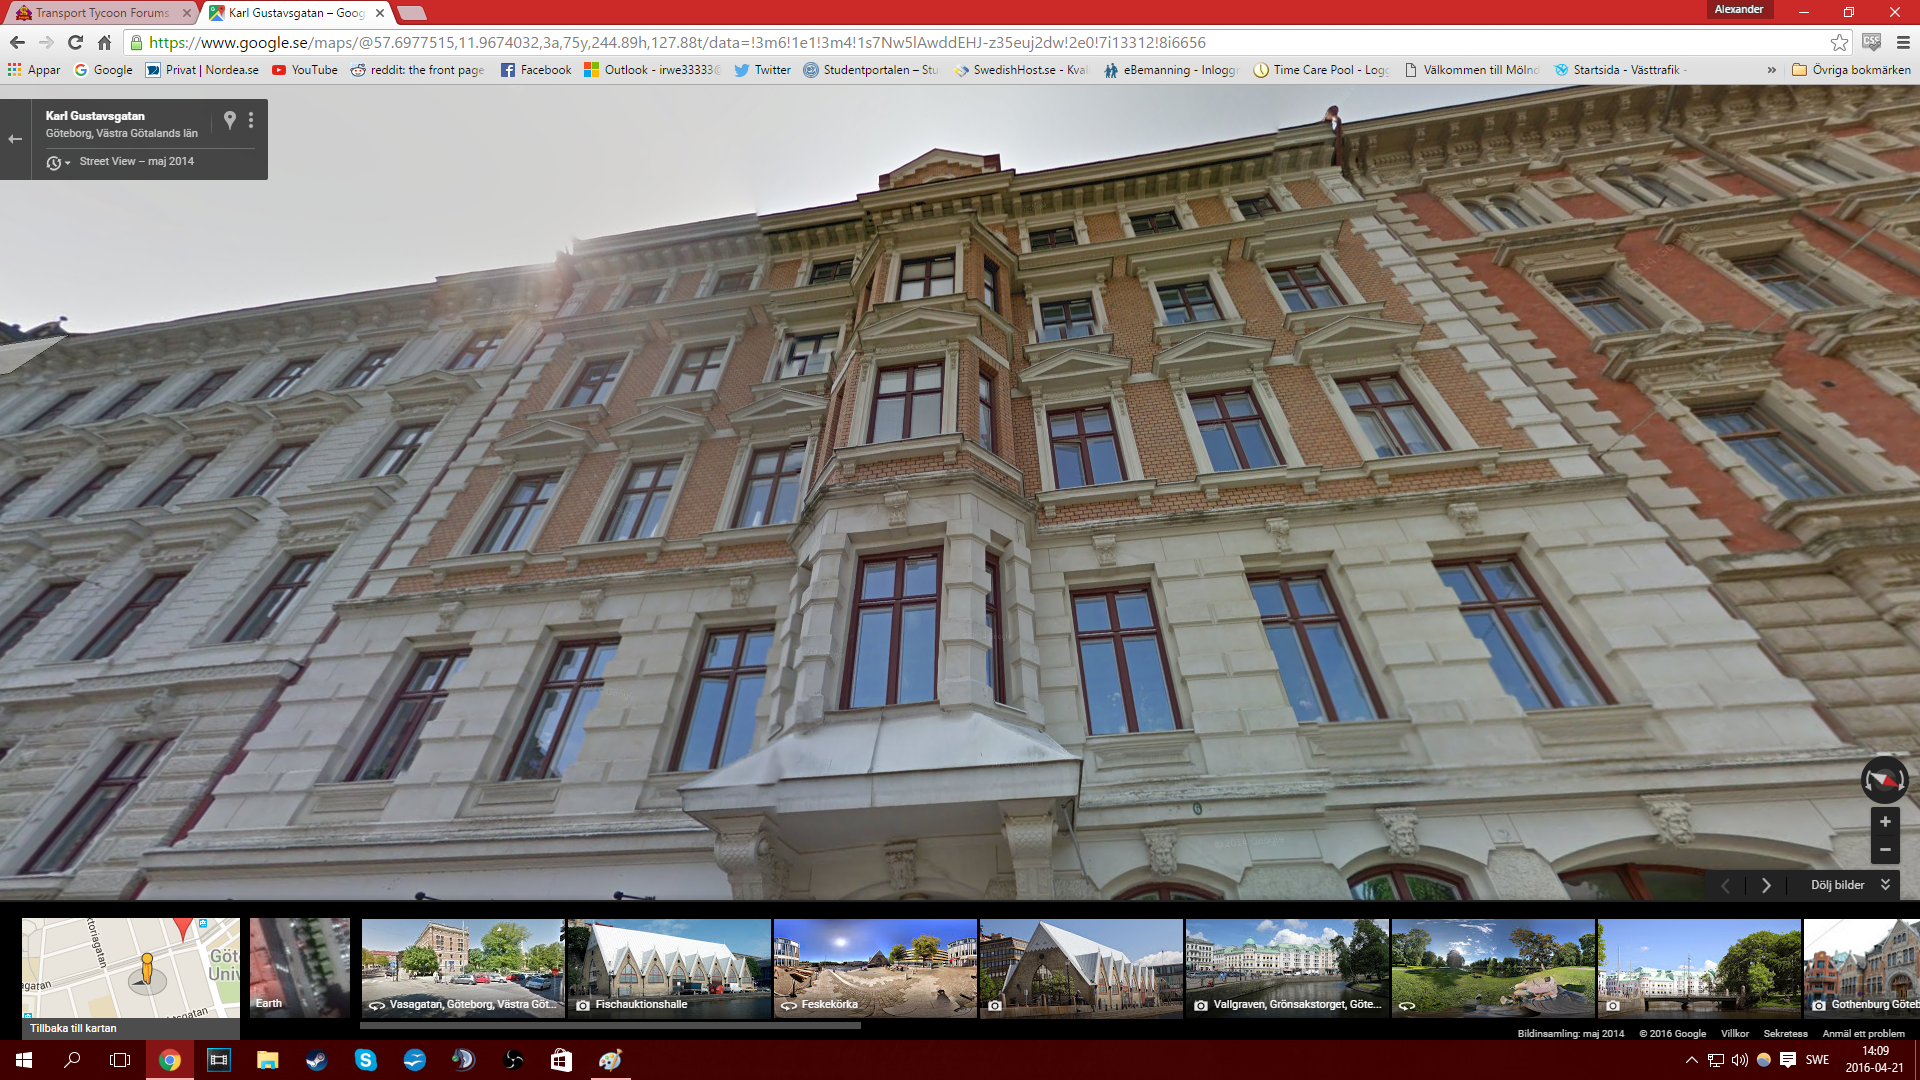 Transport Tycoon Forums
Karl Gustavsgatan – Goog
Alexander
https://www.google.se/maps/@57.6977515,11.9674032,3a,75y,244.89h,127.88t/data=!3m6!1e1!3m4!1s7Nw5lAwddEHJ-z35euj2dw!2e0!7i13312!8i6656
CSS
Appar
Google
Privat | Nordea.se
YouTube
reddit: the front page
Facebook
Outlook - irwe33333@
Twitter
Studentportalen – Stu
SwedishHost.se - Kval
eBemanning - Inloggr
Time Care Pool - Logg
Välkommen till Mölnd
Startsida - Västtrafik -
»
Övriga bokmärken
Karl Gustavsgatan
Göteborg, Västra Götalands län
Street View – maj 2014
6
Dölj bilder
Göt
Univ
Tillbaka till kartan
Earth
Vasagatan, Göteborg, Västra Göt...
Fischauktionshalle
Feskekörka
Vallgraven, Grönsakstorget, Göte...
Gothenburg Göteb
Bildinsamling: maj 2014 © 2016 Google Villkor Sekretess Anmäl ett problem
SWE
14:09
2016-04-21